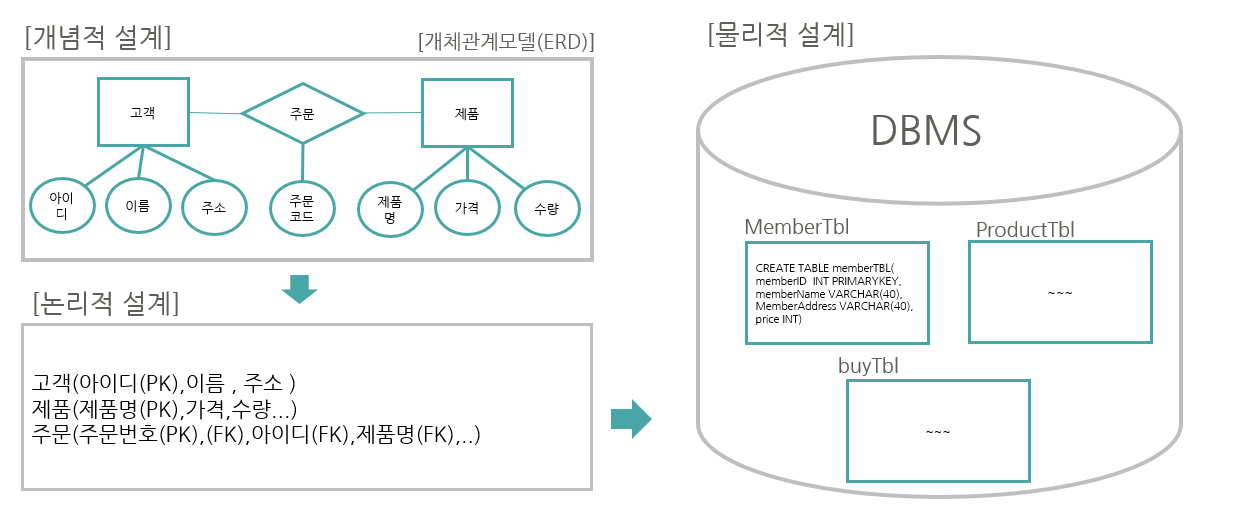 [개념적 설계]
[개체관계모델(ERD)]
고객
주문
제품
아이
디
이름
주소
주문
코드
제품
명
가격
수량
[논리적 설계]
고객(아이디(PK),이름 , 주소 )
제품(제품명(PK),가격,수량...)
주문(주문번호(PK),(FK),아이디(FK),제품명(FK),..)
[물리적 설계]
DBMS
MemberTbl
CREATE TABLE memberTBL(
memberID INT PRIMARYKEY,
memberName VARCHAR(40),
MemberAddress VARCHAR(40),
price INT)
ProductTbl
~~~
buyTbl
~~~